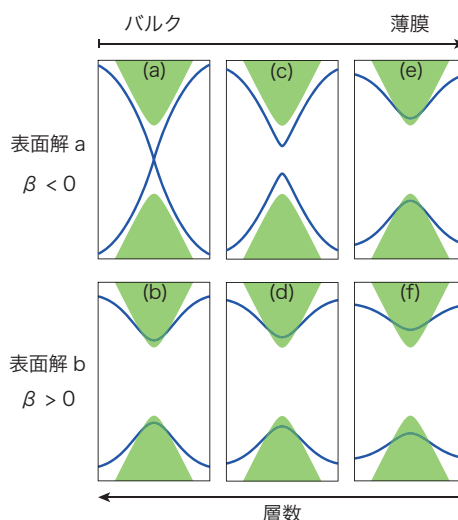 バルク 薄膜
(a) (c) (e)
表面解 a
β < 0
(b) (d) (f)
表面解 b
β > 0
層数